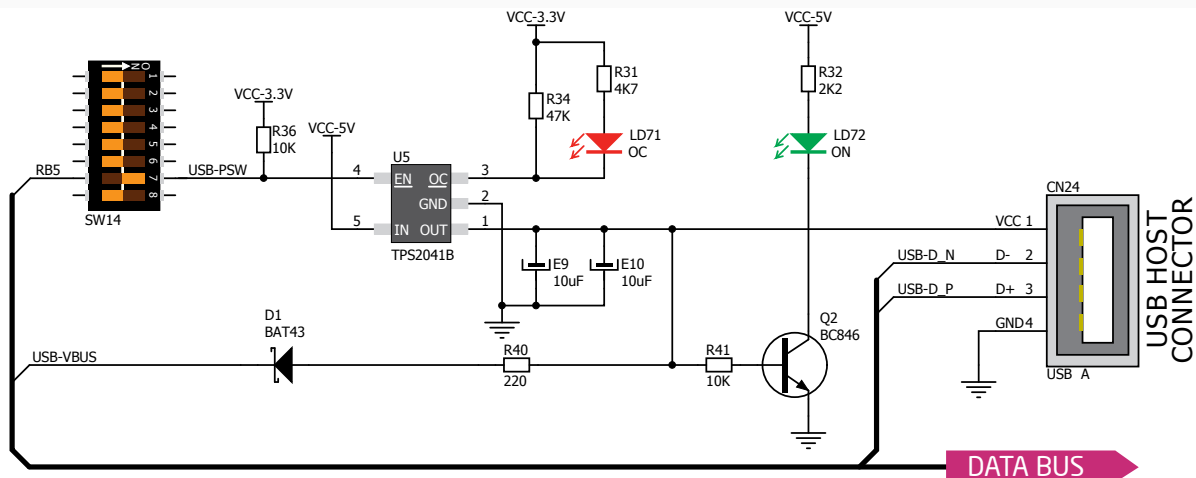 VCC-3.3V
VCC-5V
R31
4K7
R32
2K2
R34
47K
ON
1
2
3
4
5
6
7
8
VCC-3.3V
R36
10K
VCC-5V
LD71
OC
LD72
ON
U5
RB5
USB-PSW
4
EN
OC
3
GND
2
5
IN
OUT
1
TPS2041B
SW14
CN24
VCC 1
USB-D_N
D- 2
USB-D_P
D+ 3
GND4
USB A
USB HOST
CONNECTOR
E9
10uF
E10
10uF
D1
BAT43
Q2
BC846
USB-VBUS
R40
220
R41
10K
DATA BUS